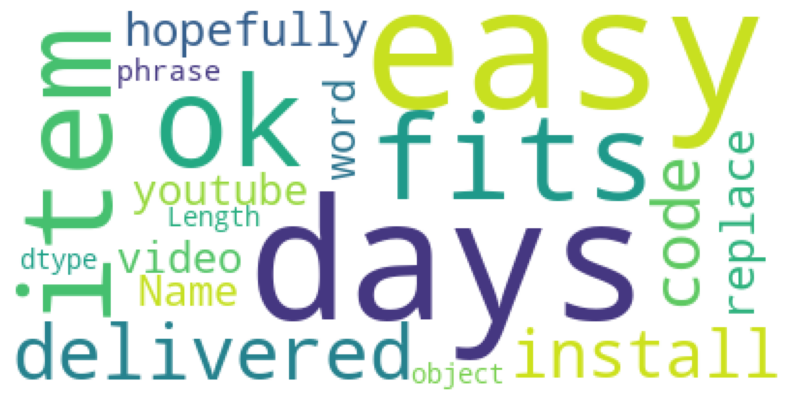 hopefully
easy
phrase
item
ok
word
fits
youtube
code
replace
Length
days
dtype
video
Name
delivered
install
object